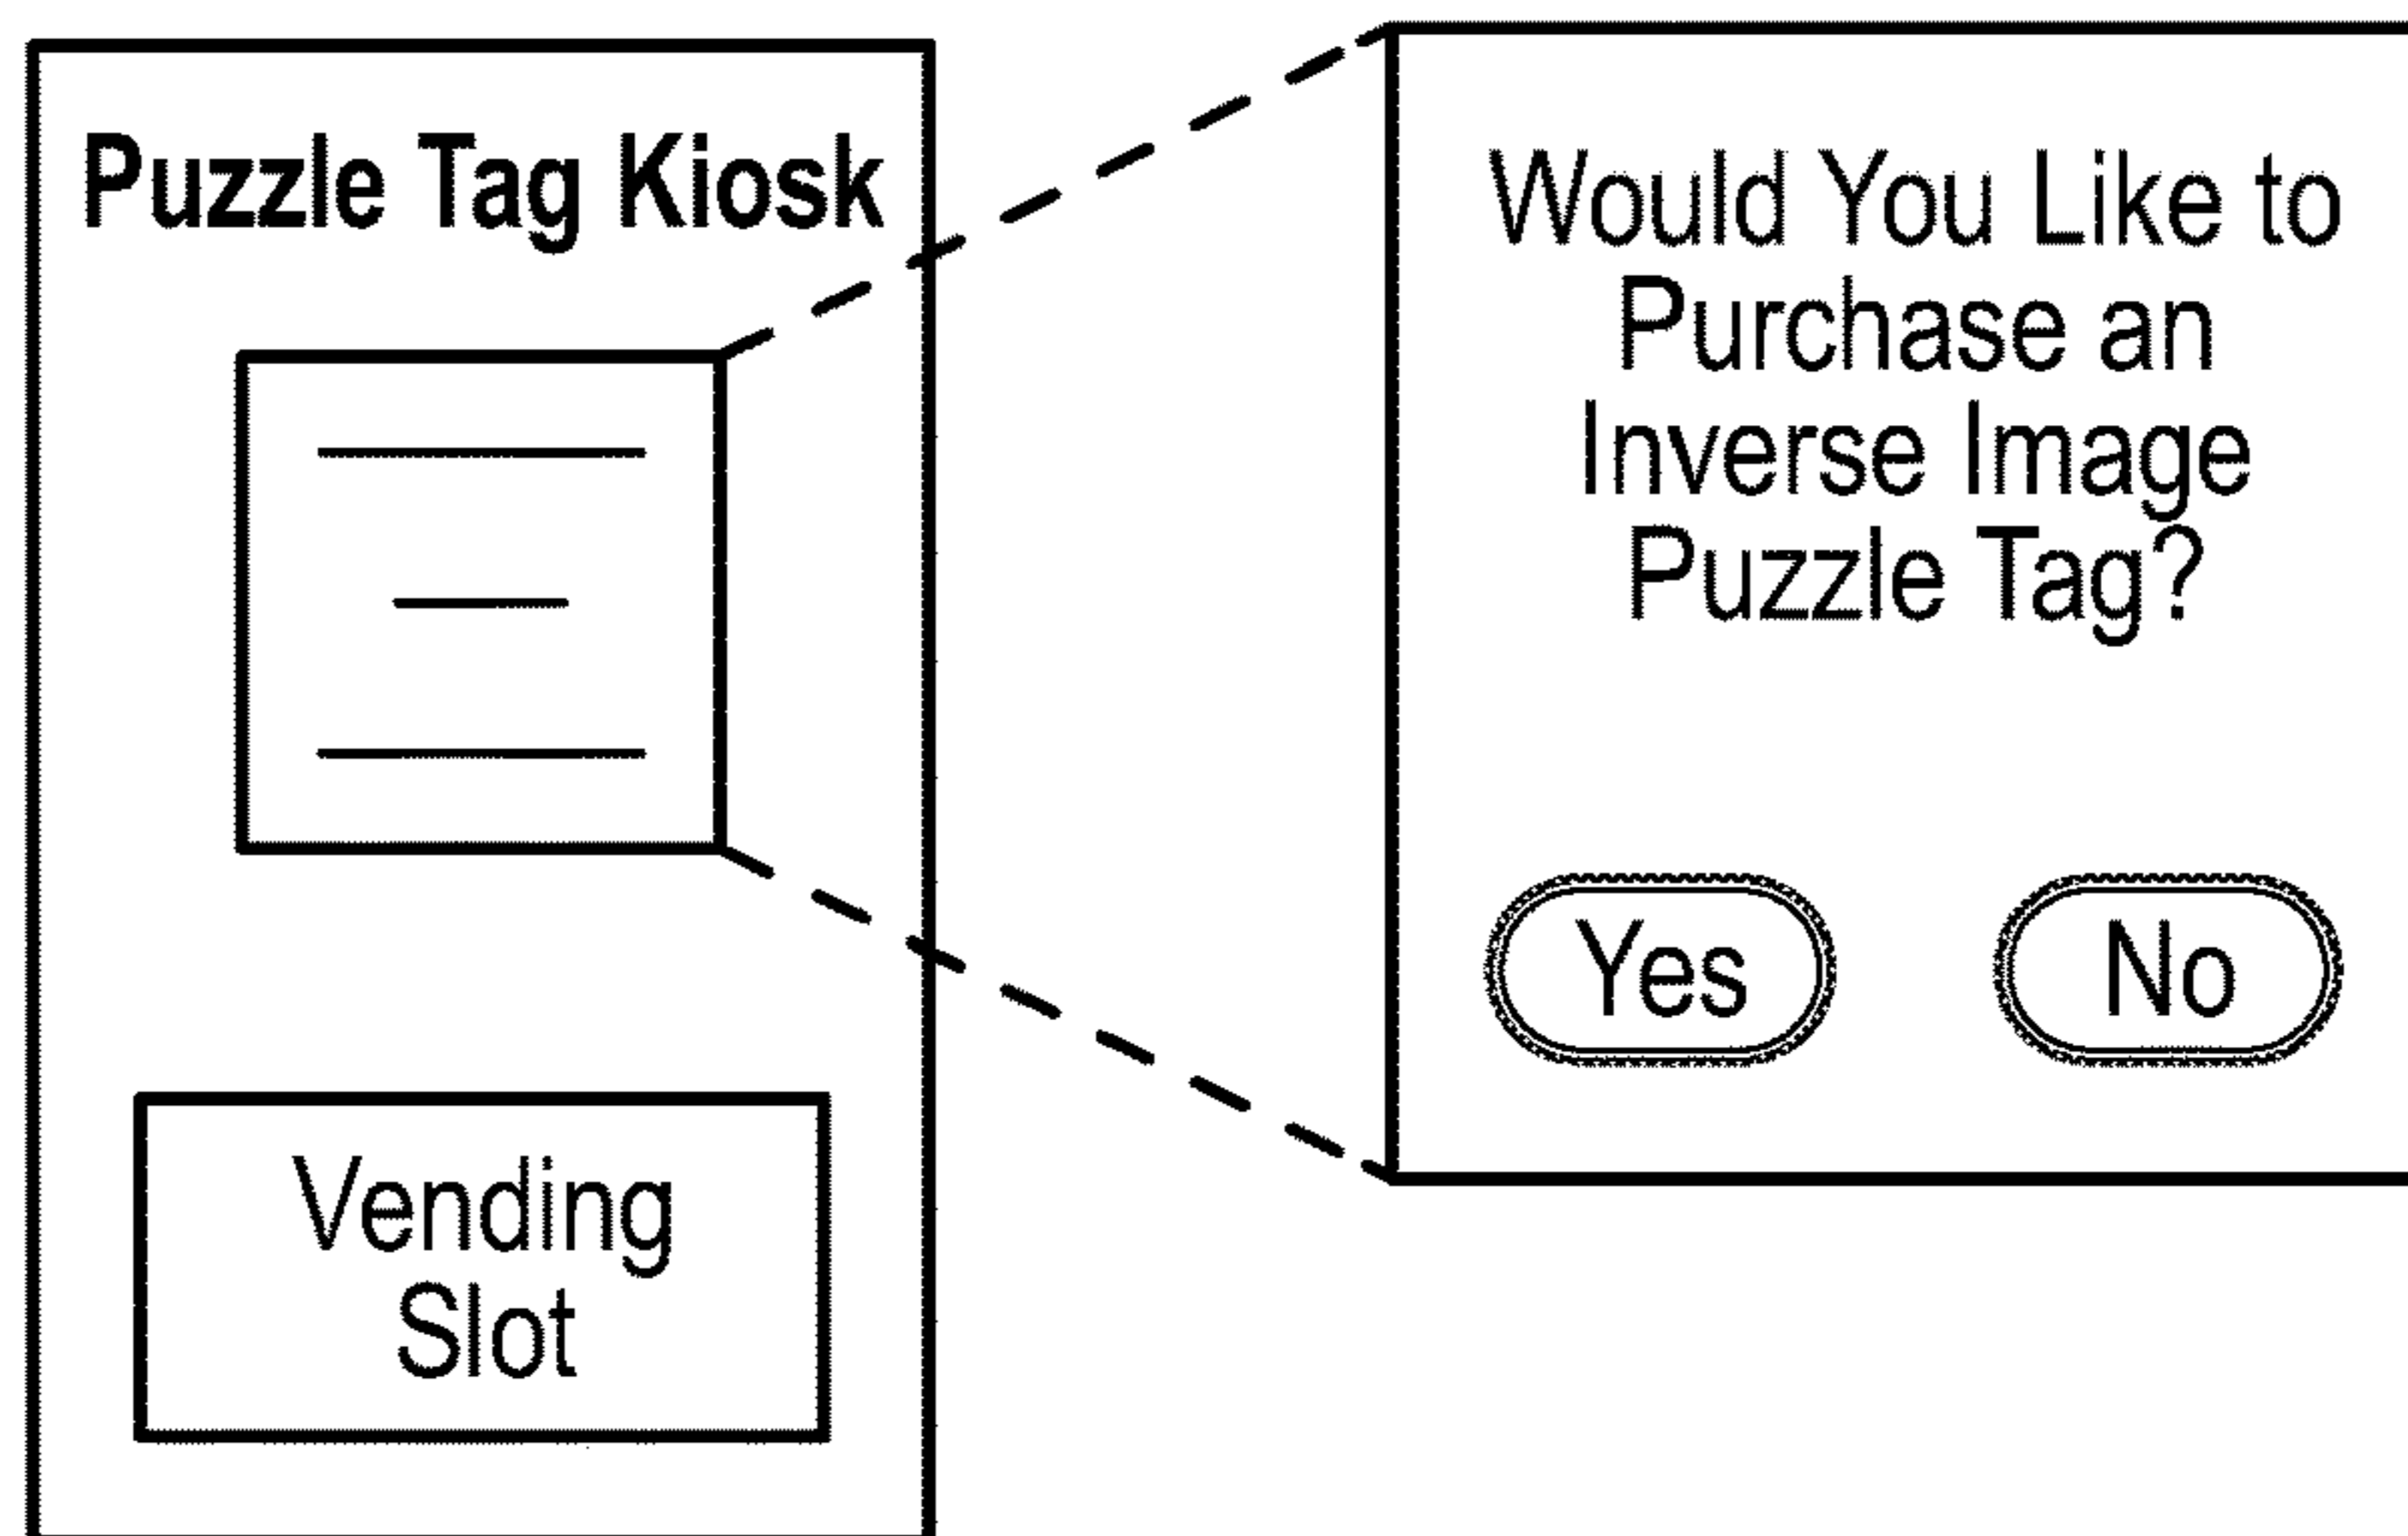 Puzzle Tag Kiosk
Vending
Slot
Would You Like to
Purchase an
Inverse Image
Puzzle Tag?
Yes
No